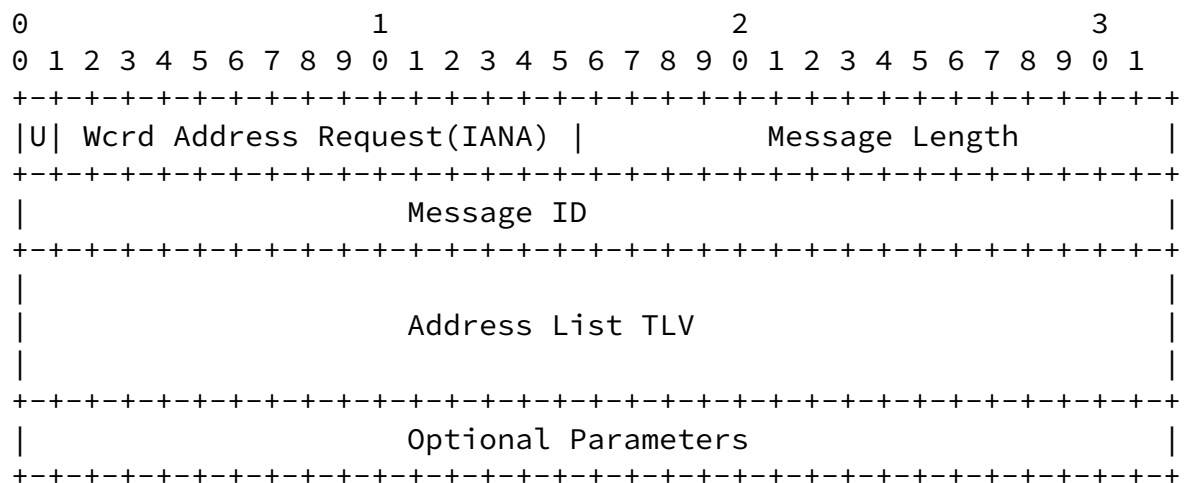 0                   1                   2                   3
0 1 2 3 4 5 6 7 8 9 0 1 2 3 4 5 6 7 8 9 0 1 2 3 4 5 6 7 8 9 0 1
+-+-+-+-+-+-+-+-+-+-+-+-+-+-+-+-+-+-+-+-+-+-+-+-+-+-+-+-+-+-+-+-+
|U| Wcrd Address Request(IANA) |          Message Length        |
+-+-+-+-+-+-+-+-+-+-+-+-+-+-+-+-+-+-+-+-+-+-+-+-+-+-+-+-+-+-+-+-+
|                     Message ID                                |
+-+-+-+-+-+-+-+-+-+-+-+-+-+-+-+-+-+-+-+-+-+-+-+-+-+-+-+-+-+-+-+-+
|                                                               |
|                     Address List TLV                          |
|                                                               |
+-+-+-+-+-+-+-+-+-+-+-+-+-+-+-+-+-+-+-+-+-+-+-+-+-+-+-+-+-+-+-+-+
|                     Optional Parameters                       |
+-+-+-+-+-+-+-+-+-+-+-+-+-+-+-+-+-+-+-+-+-+-+-+-+-+-+-+-+-+-+-+-+